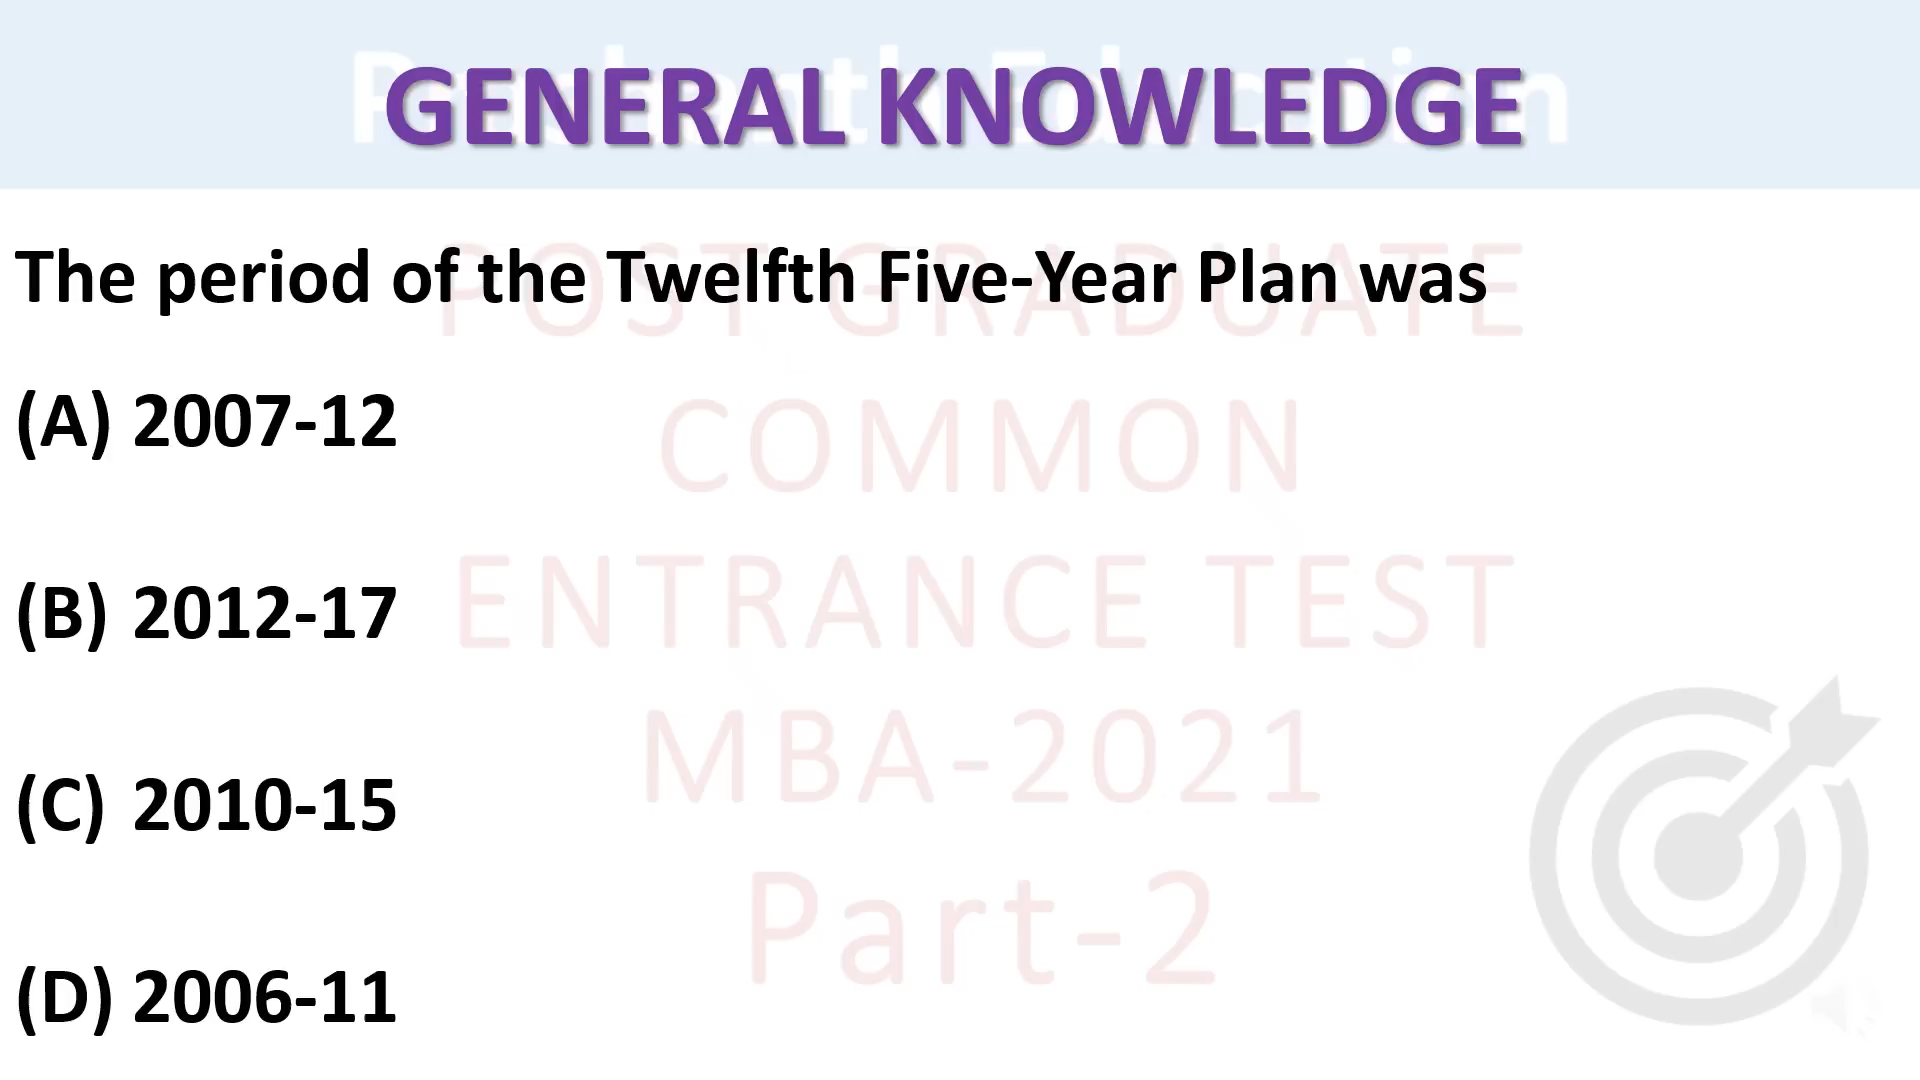 GENERAL KNOWLEDGE
The period of the Twelfth Five-Year Plan was
(A) 2007-12
(B) 2012-17
(C) 2010-15
(D) 2006-11
POST GRADUATE
COMMON
ENTRANCE TEST
MBA-2021
Part-2